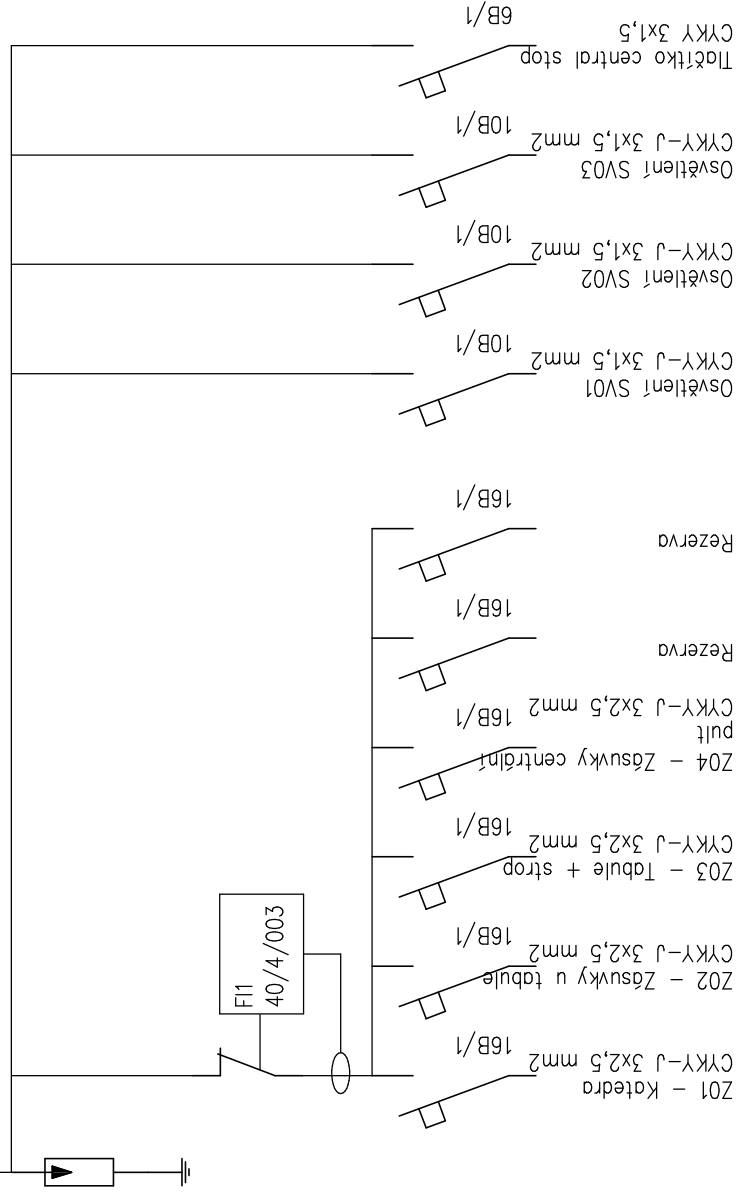 Z01 - Katedra
CYKY-J 3x2,5 mm2
16B/1
Z02 - Zásuvky u tabule
CYKY-J 3x2,5 mm2
16B/1
Z03 - Tabule + strop
CYKY-J 3x2,5 mm2
16B/1
Z04 - Zásuvky centrální
pult
CYKY-J 3x2,5 mm2
16B/1
Rezerva
16B/1
Rezerva
16B/1
Osvětlení SV01
CYKY-J 3x1,5 mm2
10B/1
Osvětlení SV02
CYKY-J 3x1,5 mm2
10B/1
Osvětlení SV03
CYKY-J 3x1,5 mm2
10B/1
Tlačítko central stop
CYKY 3x1,5
6B/1
FI1
40/4/003